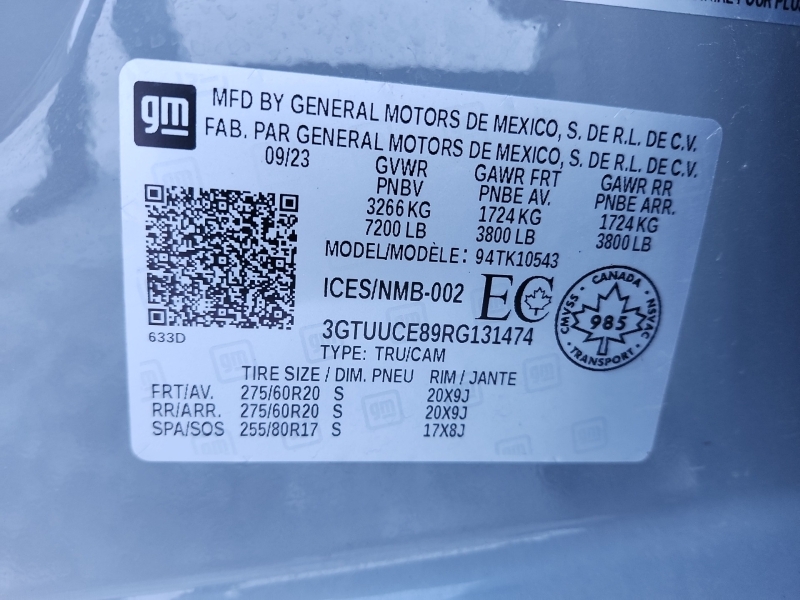 gm
MFD BY GENERAL MOTORS DE MEXICO, S. DE R.L. DE C.V.
FAB. PAR GENERAL MOTORS DE MEXICO, S. DE R.L. DE C.V.
09/23 GVWR GAWR FRT GAWR RR
PNBV PNBE AV. PNBE ARR.
3266 KG 1724 KG 1724 KG
7200 LB 3800 LB 3800 LB
MODEL/MODÈLE: 94TK10543
ICES/NMB-002 EC
CANADA
CMVSS 985 NSVAC
TRANSPORT
633D
3GTUUCE89RG131474
TYPE: TRU/CAM
TIRE SIZE / DIM. PNEU RIM / JANTE
FRT/AV. 275/60R20 S 20X9J
RR/ARR. 275/60R20 S 20X9J
SPA/SOS 255/80R17 S 17X8J